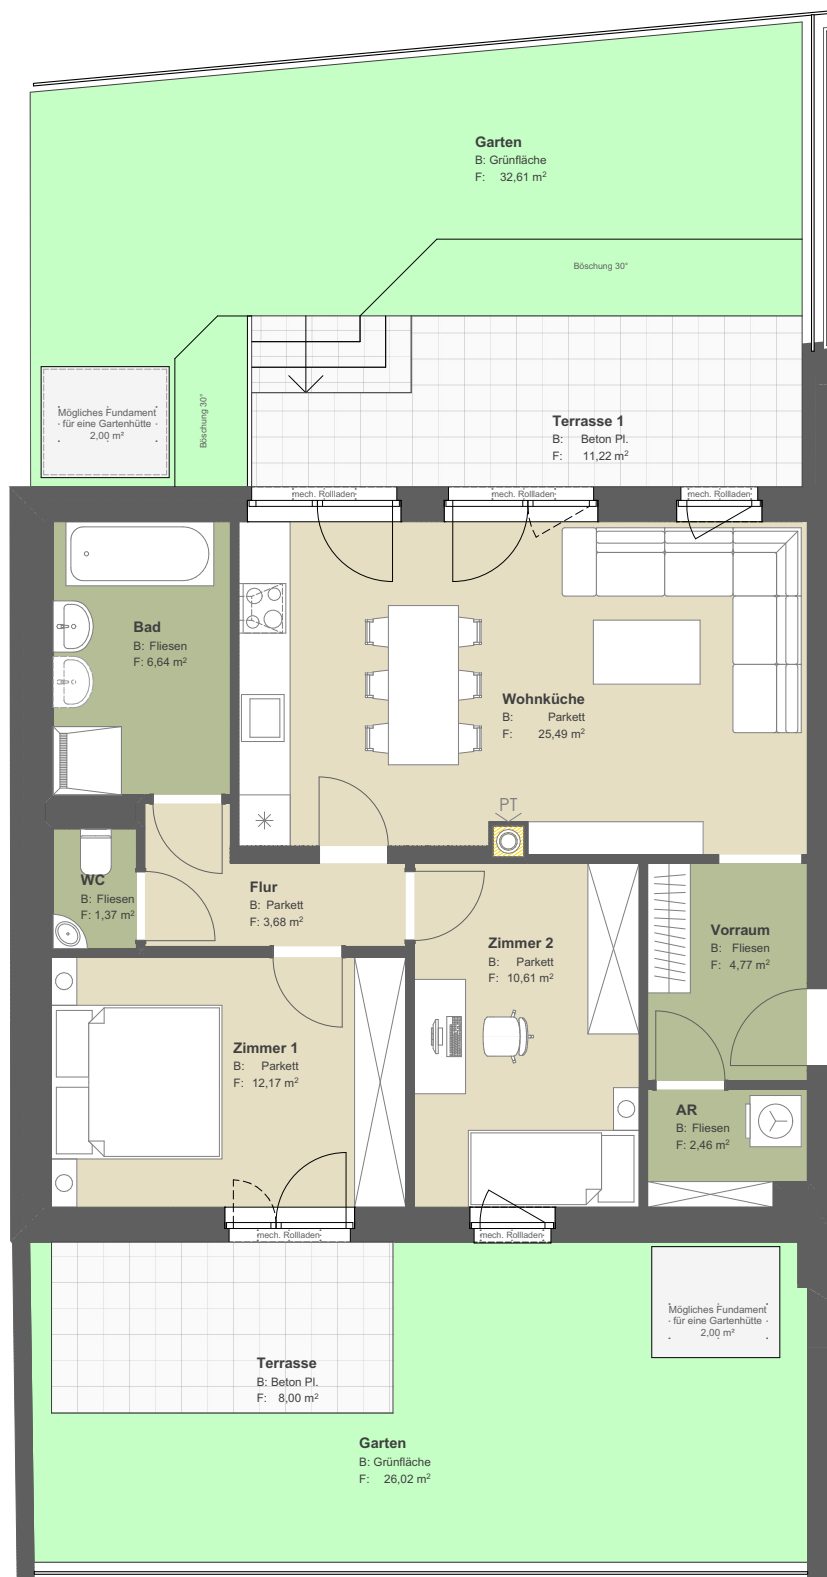 Garten
B: Grünfläche
F: 32,61 m²
Böschung 30°
Mögliches Fundament
für eine Gartenhütte
2,00 m²
Böschung 30°
Terrasse 1
B: Beton Pl.
F: 11,22 m²
mech. Rollladen
mech. Rollladen
mech. Rollladen
Bad
B: Fliesen
F: 6,64 m²
Wohnküche
B: Parkett
F: 25,49 m²
PT
WC
B: Fliesen
F: 1,37 m²
Flur
B: Parkett
F: 3,68 m²
Zimmer 2
B: Parkett
F: 10,61 m²
Vorraum
B: Fliesen
F: 4,77 m²
Zimmer 1
B: Parkett
F: 12,17 m²
AR
B: Fliesen
F: 2,46 m²
mech. Rollladen
mech. Rollladen
Mögliches Fundament
für eine Gartenhütte
2,00 m²
Terrasse
B: Beton Pl.
F: 8,00 m²
Garten
B: Grünfläche
F: 26,02 m²